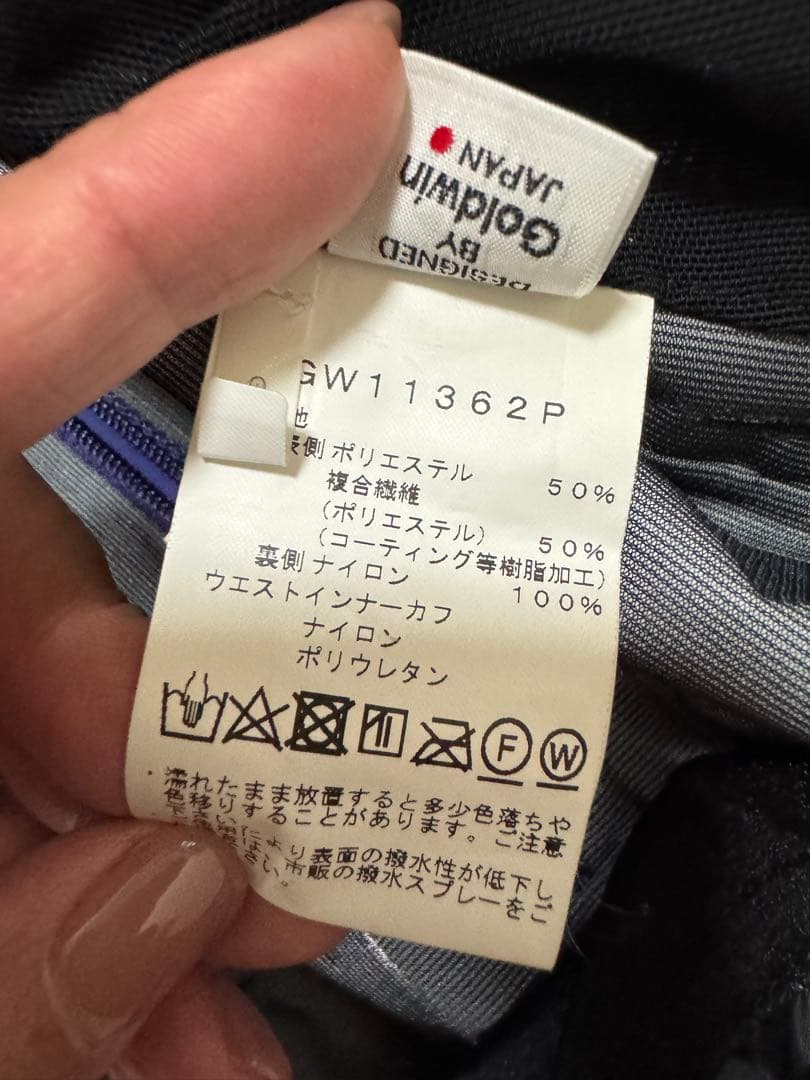 DESIGNED
BY
Goldwin
JAPAN
GW11362P
地
表側 ポリエステル 50%
複合繊維
(ポリエステル) 50%
(コーティング等樹脂加工)
裏側 ナイロン 100%
ウエストインナーカフ
ナイロン
ポリウレタン
F W
・濡れたまま放置すると多少色落ちや
色移りすることがあります。ご注意
下さい。
より表面の撥水性が低下し
市販の撥水スプレーをご
さい。